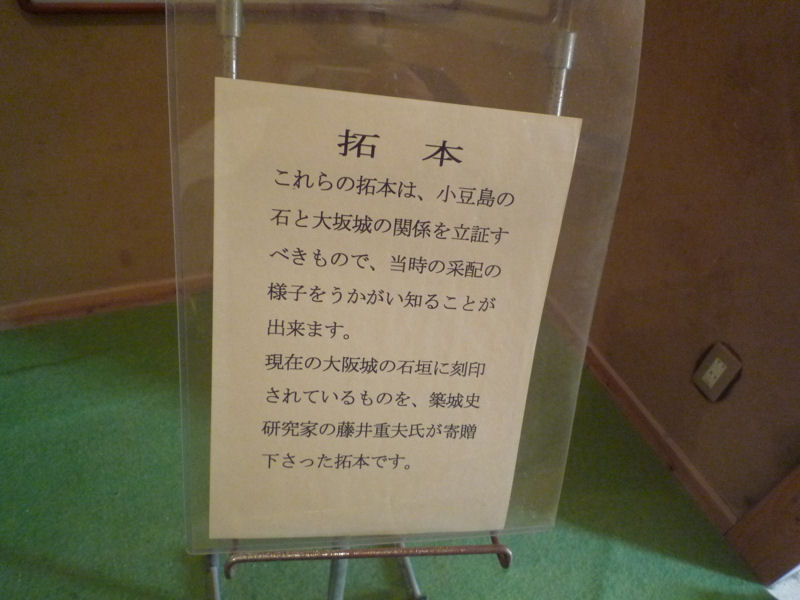 拓本
これらの拓本は、小豆島の
石と大坂城の関係を立証す
べきもので、当時の采配の
様子をうかがい知ることが
出来ます。
現在の大阪城の石垣に刻印
されているものを、築城史
研究家の藤井重夫氏が寄贈
下さった拓本です。